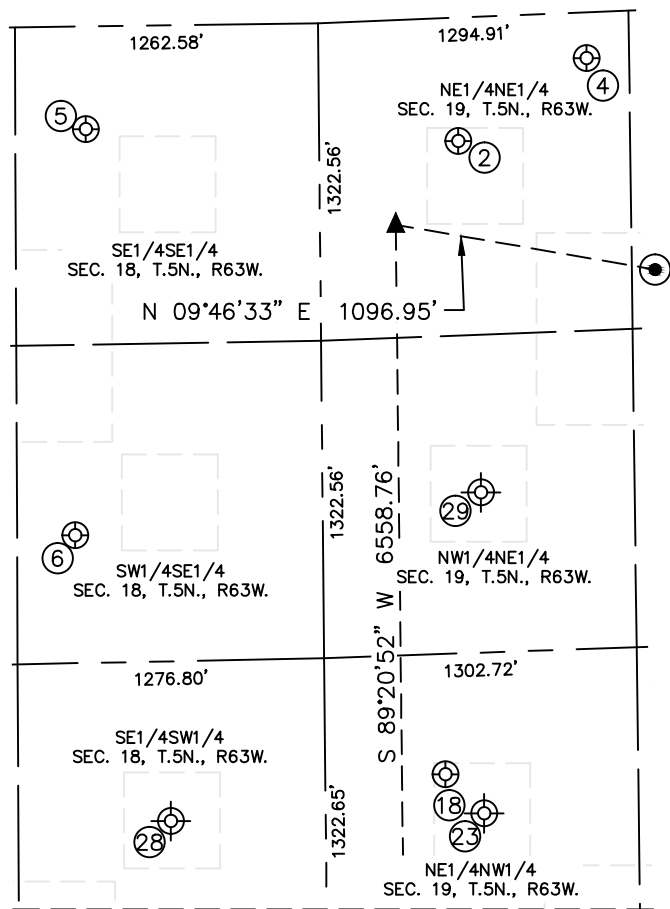 1262.58'
1294.91'
4
NE1/4NE1/4
SEC. 19, T.5N., R63W.
5
2
1322.56'
SE1/4SE1/4
SEC. 18, T.5N., R63W.
N 09°46'33" E 1096.95'
1322.56'
S 89°20'52" W 6558.76'
29
6
SW1/4SE1/4
SEC. 18, T.5N., R63W.
NW1/4NE1/4
SEC. 19, T.5N., R63W.
1276.80'
1302.72'
SE1/4SW1/4
SEC. 18, T.5N., R63W.
1322.65'
18
28
23
NE1/4NW1/4
SEC. 19, T.5N., R63W.